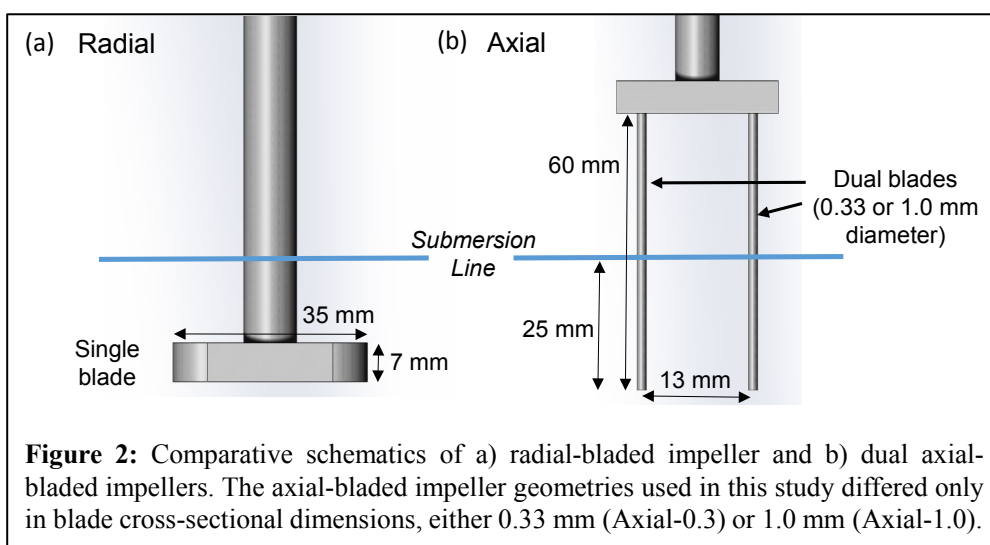 (a) Radial
(b) Axial
60 mm
Dual blades
(0.33 or 1.0 mm
diameter)
Submersion
Line
35 mm
25 mm
Single
blade
7 mm
13 mm
Figure 2: Comparative schematics of a) radial-bladed impeller and b) dual axial-
bladed impellers. The axial-bladed impeller geometries used in this study differed only
in blade cross-sectional dimensions, either 0.33 mm (Axial-0.3) or 1.0 mm (Axial-1.0).